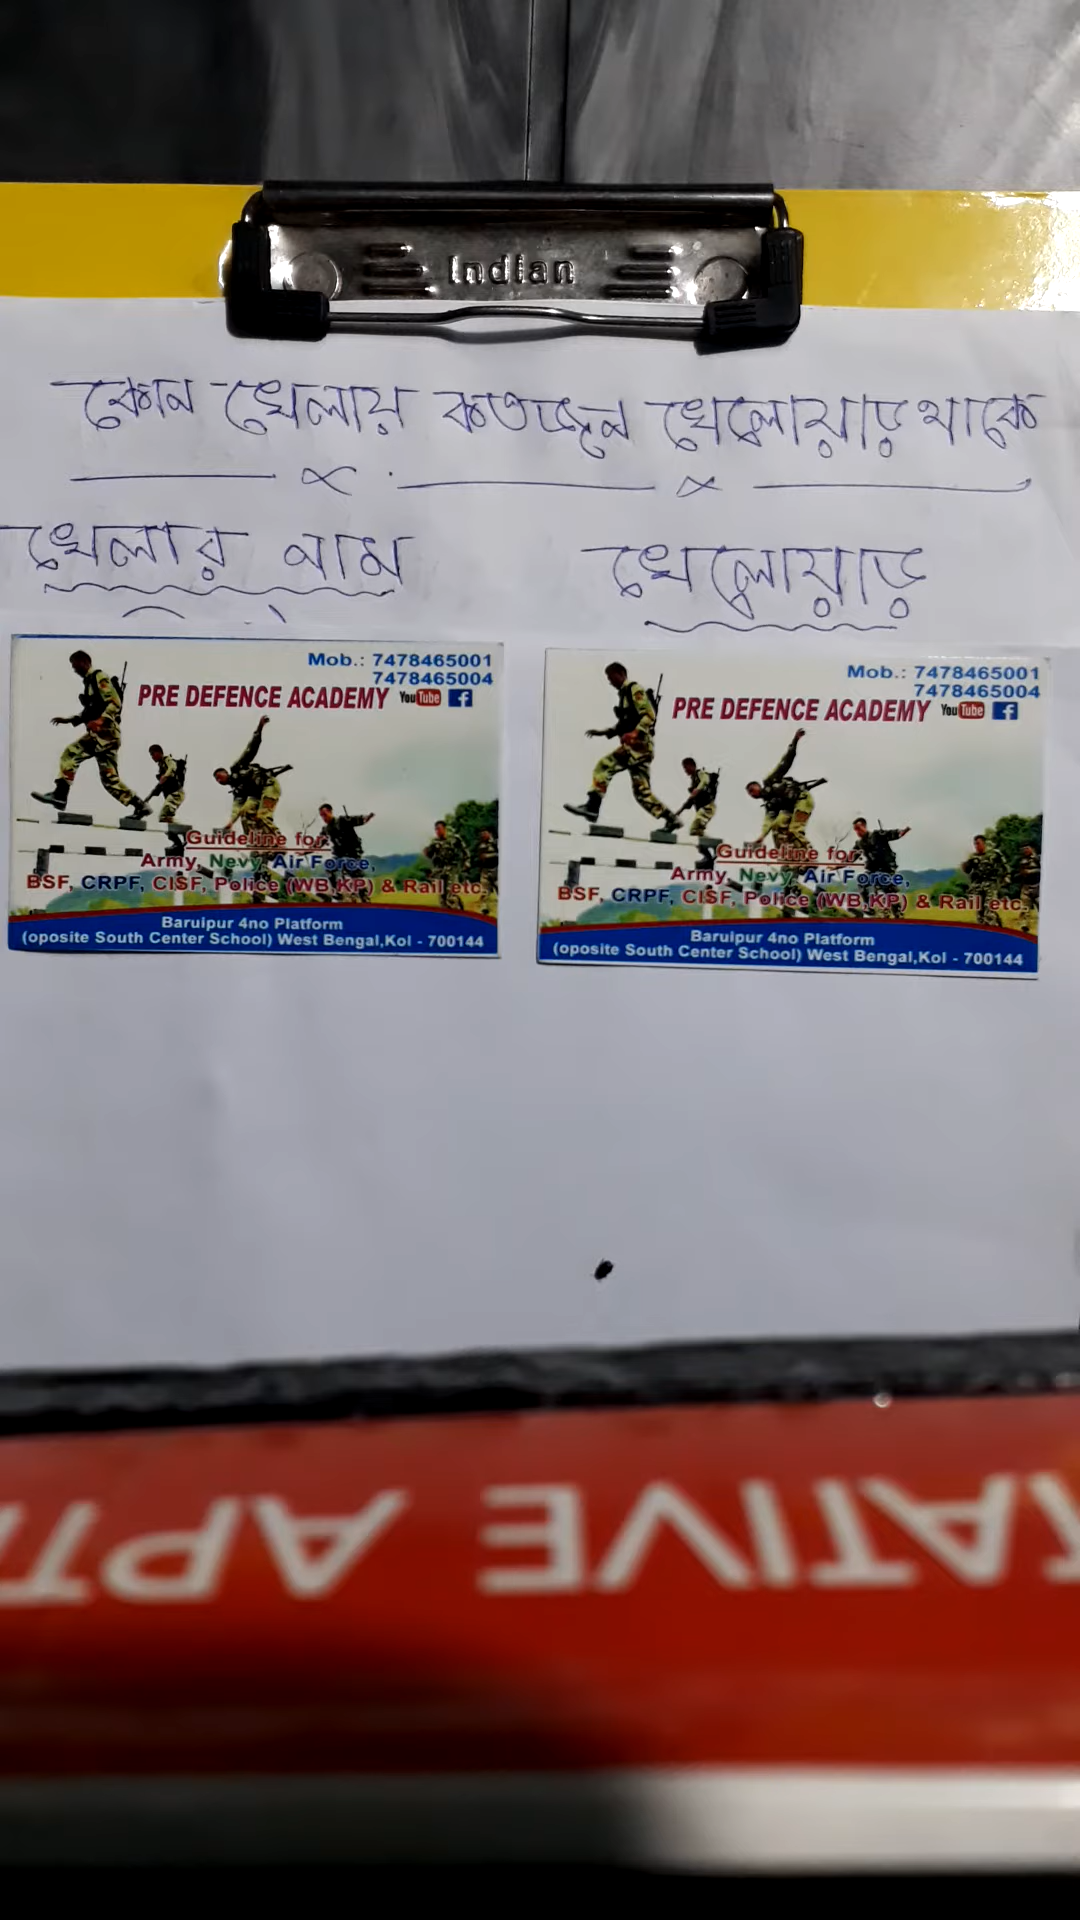 Indian
কোন খেলায় কতজন খেলোয়াড় থাকে
খেলার নাম
খেলোয়াড়
Mob.: 7478465001
7478465004
PRE DEFENCE ACADEMY YouTube f
Guideline for:
Army, Nevy, Air Force,
BSF, CRPF, CISF, Police (WB,KP) & Rail etc.
Baruipur 4no Platform
(oposite South Center School) West Bengal,Kol - 700144
Mob.: 7478465001
7478465004
PRE DEFENCE ACADEMY YouTube f
Guideline for:
Army, Nevy, Air Force,
BSF, CRPF, CISF, Police (WB,KP) & Rail etc.
Baruipur 4no Platform
(oposite South Center School) West Bengal,Kol - 700144
TATIVE APT